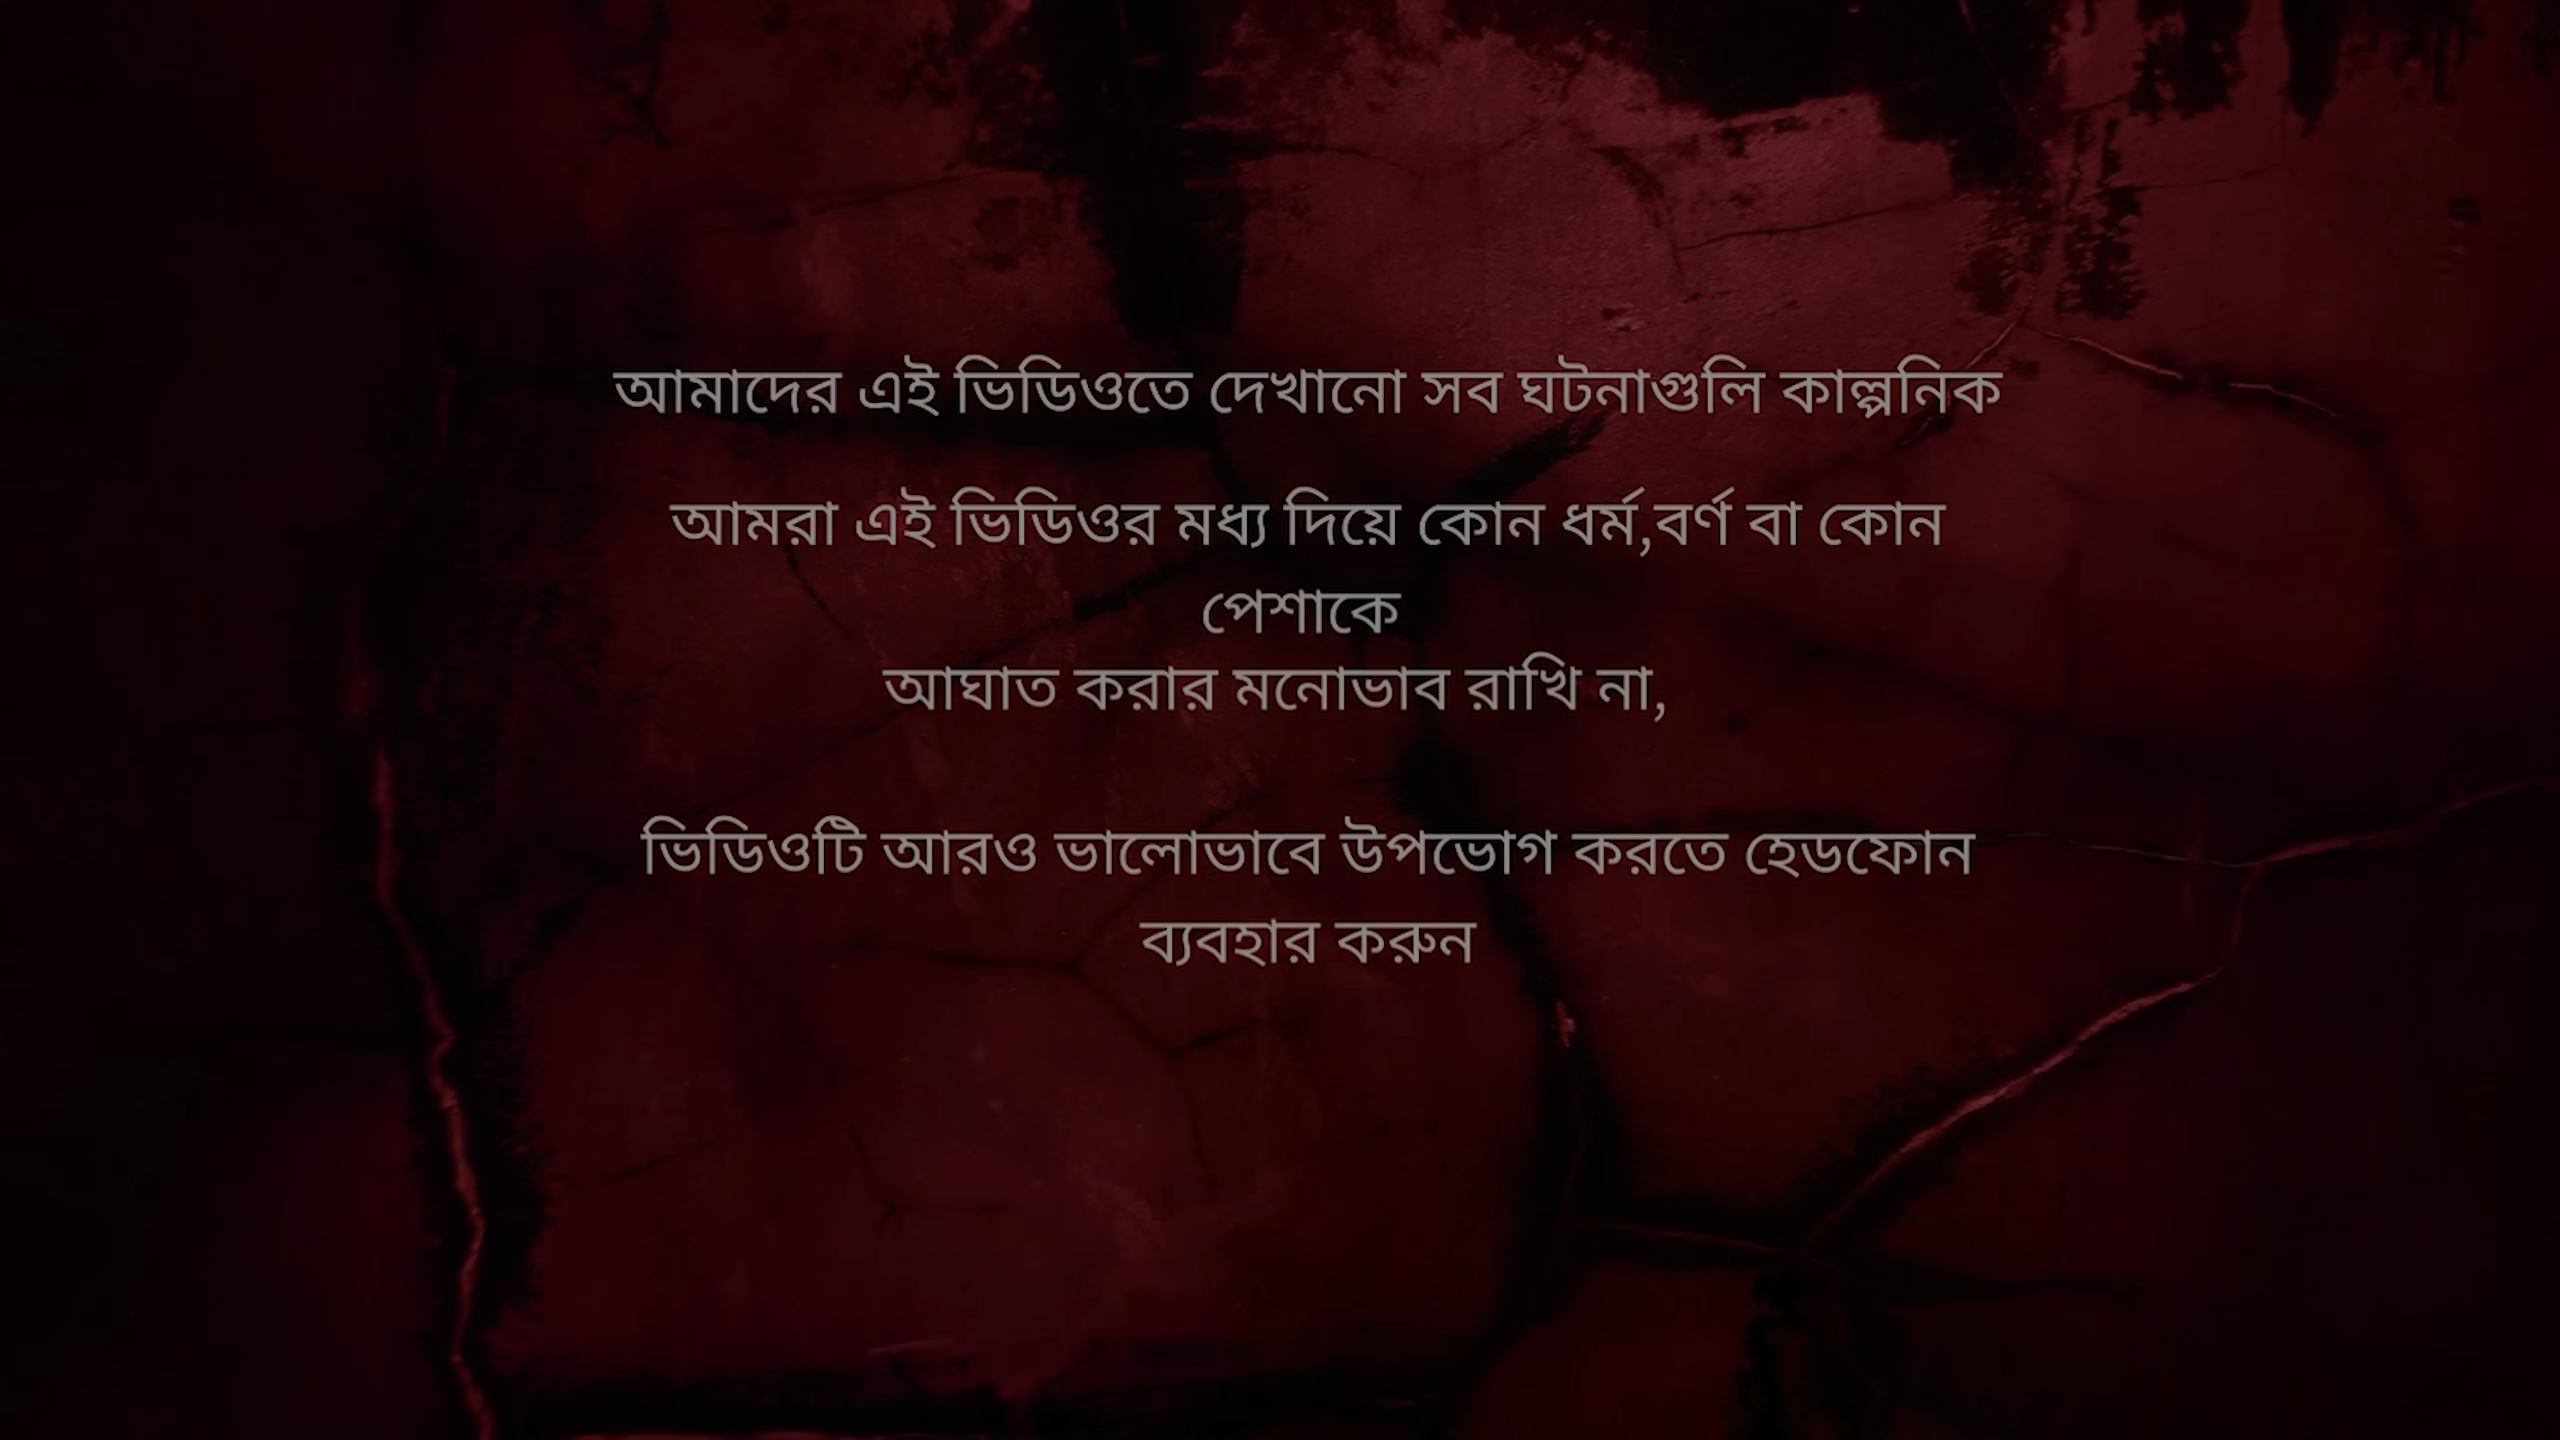 আমাদের এই ভিডিওতে দেখানো সব ঘটনাগুলি কাল্পনিক
আমরা এই ভিডিওর মধ্য দিয়ে কোন ধর্ম,বর্ণ বা কোন
পেশাকে
আঘাত করার মনোভাব রাখি না,
ভিডিওটি আরও ভালোভাবে উপভোগ করতে হেডফোন
ব্যবহার করুন